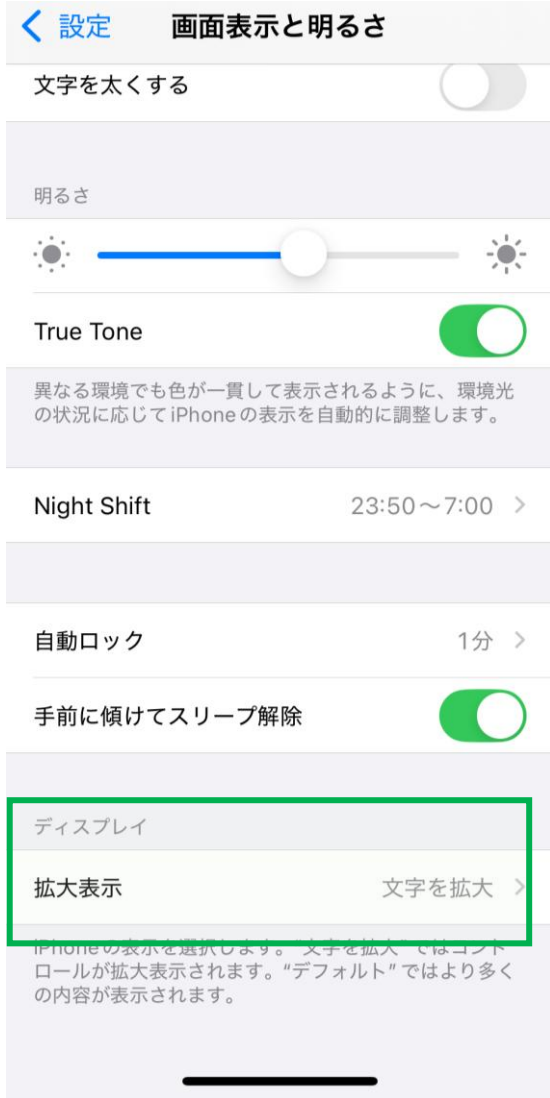 設定
画面表示と明るさ
文字を太くする
明るさ
True Tone
異なる環境でも色が一貫して表示されるように、環境光
の状況に応じてiPhoneの表示を自動的に調整します。
Night Shift
23:50～7:00
自動ロック
1分
手前に傾けてスリープ解除
ディスプレイ
拡大表示
文字を拡大
iPhoneの表示を選択します。“文字を拡大”ではコント
ロールが拡大表示されます。“デフォルト”ではより多く
の内容が表示されます。